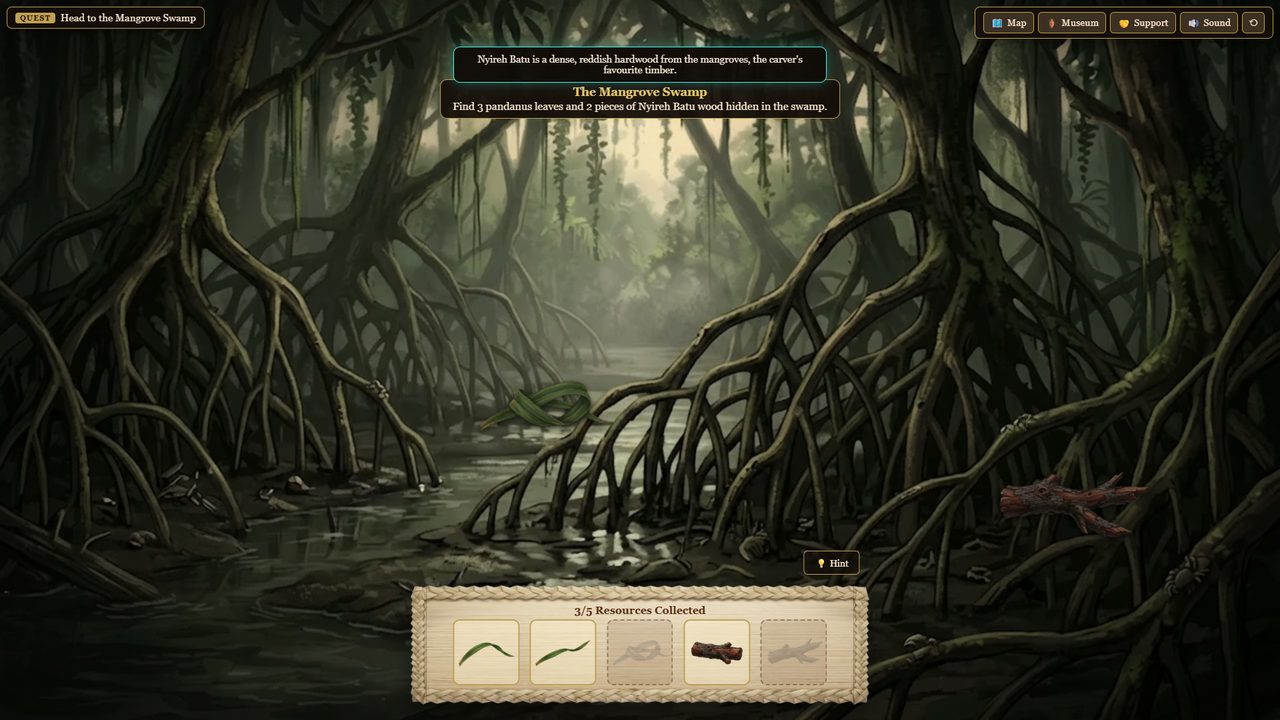 QUEST Head to the Mangrove Swamp
Map
Museum
Support
Sound
Nyireh Batu is a dense, reddish hardwood from the mangroves, the carver's
favourite timber.
The Mangrove Swamp
Find 3 pandanus leaves and 2 pieces of Nyireh Batu wood hidden in the swamp.
Hint
3/5 Resources Collected